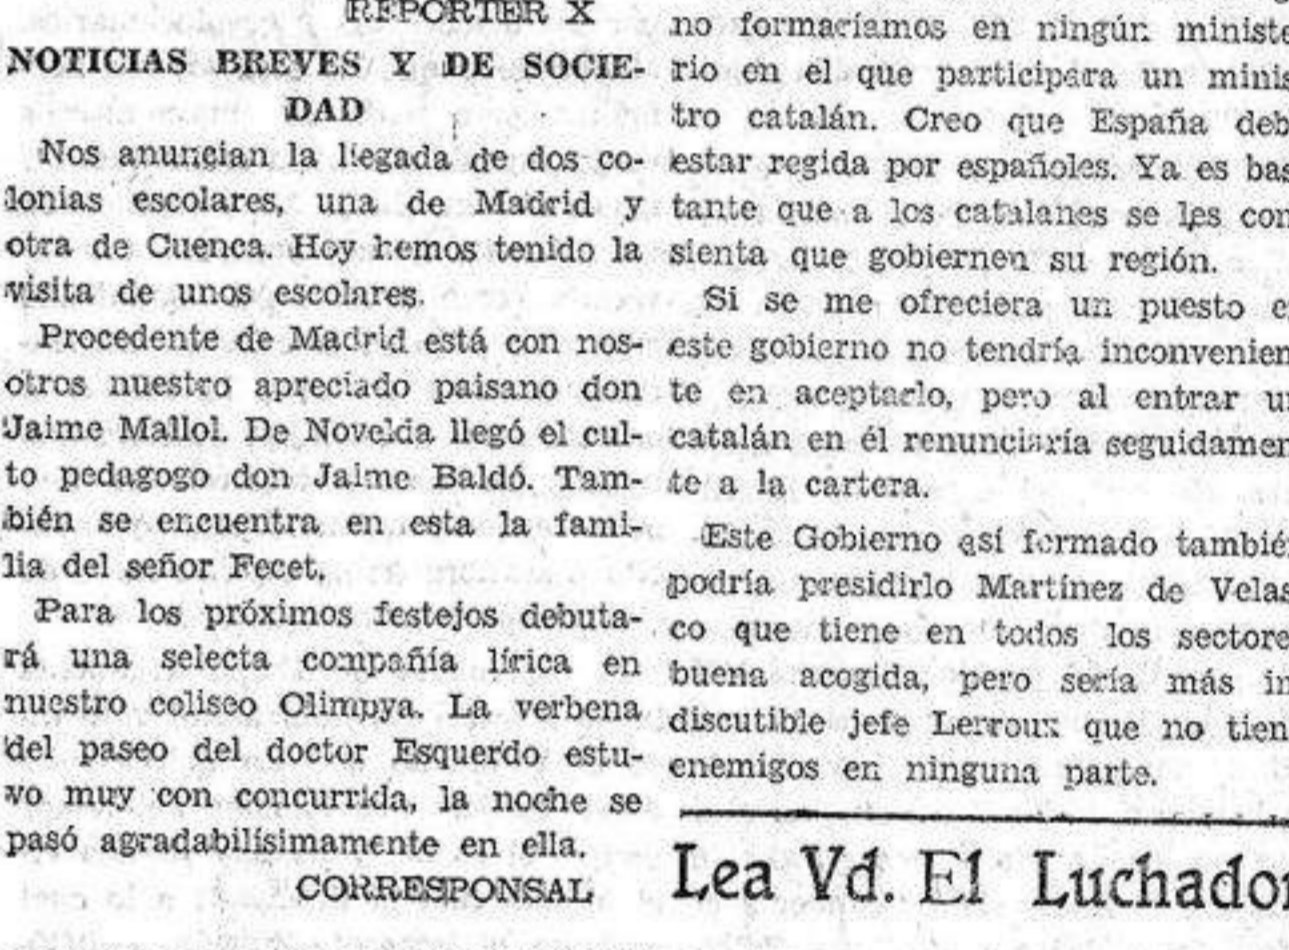 REPORTER X
NOTICIAS BREVES Y DE SOCIE-
DAD
Nos anuncian la llegada de dos co-
lonias escolares, una de Madrid y
otra de Cuenca. Hoy hemos tenido la
visita de unos escolares.
Procedente de Madrid está con nos-
otros nuestro apreciado paisano don
Jaime Mallol. De Novelda llegó el cul-
to pedagogo don Jaime Baldó. Tam-
bién se encuentra en esta la fami-
lia del señor Fecet.
Para los próximos festejos debuta-
rá una selecta compañía lírica en
nuestro coliseo Olimpya. La verbena
del paseo del doctor Esquerdo estu-
vo muy con concurrida, la noche se
pasó agradabilísimamente en ella.
CORRESPONSAL
no formaríamos en ningún ministe
rio en el que participara un minis
tro catalán. Creo que España deb
estar regida por españoles. Ya es bas
tante que a los catalanes se les con
sienta que gobiernen su región.
Si se me ofreciera un puesto e
este gobierno no tendría inconvenien
te en aceptarlo, pero al entrar u
catalán en él renunciaría seguidamen
te a la cartera.
Este Gobierno así formado tambié
podría presidirlo Martínez de Velas
co que tiene en todos los sectore
buena acogida, pero sería más in
discutible jefe Lerroux que no tien
enemigos en ninguna parte.
Lea Vd. El Luchador